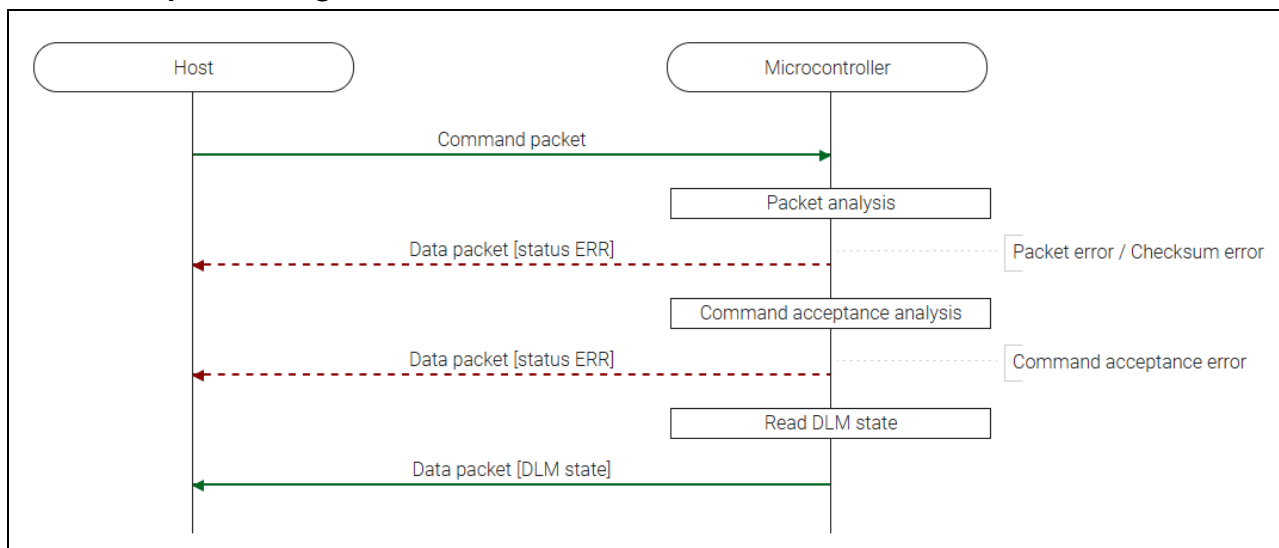 Host
Microcontroller
Command packet
Packet analysis
Data packet [status ERR]
Packet error / Checksum error
Command acceptance analysis
Data packet [status ERR]
Command acceptance error
Read DLM state
Data packet [DLM state]